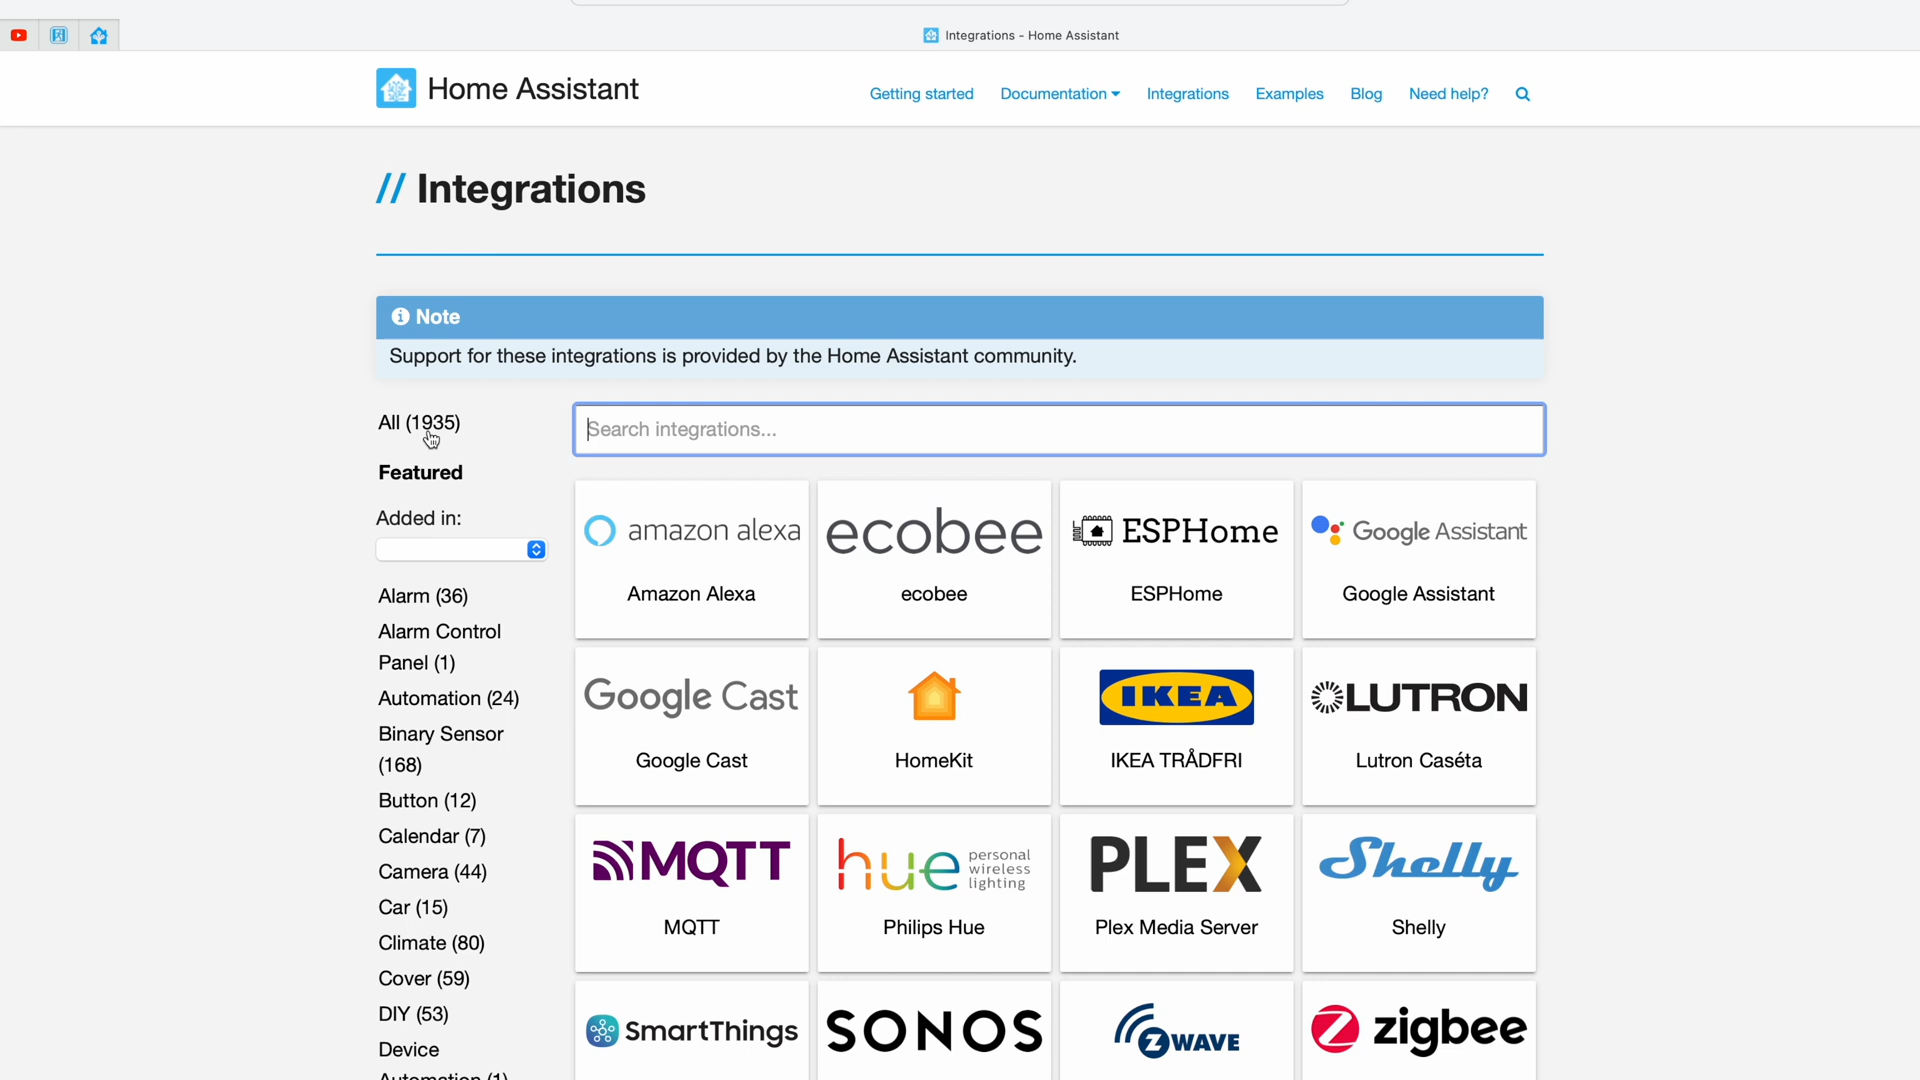 Integrations - Home Assistant
Home Assistant
Getting started
Documentation
Integrations
Examples
Blog
Need help?
// Integrations
Note
Support for these integrations is provided by the Home Assistant community.
All (1935)
Search integrations...
Featured
Added in:
Alarm (36)
Alarm Control
Panel (1)
Automation (24)
Binary Sensor
(168)
Button (12)
Calendar (7)
Camera (44)
Car (15)
Climate (80)
Cover (59)
DIY (53)
Device
Automation (1)
amazon alexa
Amazon Alexa
ecobee
ecobee
ESPHome
ESPHome
Google Assistant
Google Assistant
Google Cast
Google Cast
HomeKit
IKEA
IKEA TRÅDFRI
LUTRON
Lutron Caséta
MQTT
MQTT
hue personal
wireless
lighting
Philips Hue
PLEX
Plex Media Server
Shelly
Shelly
SmartThings
SONOS
Z WAVE
zigbee